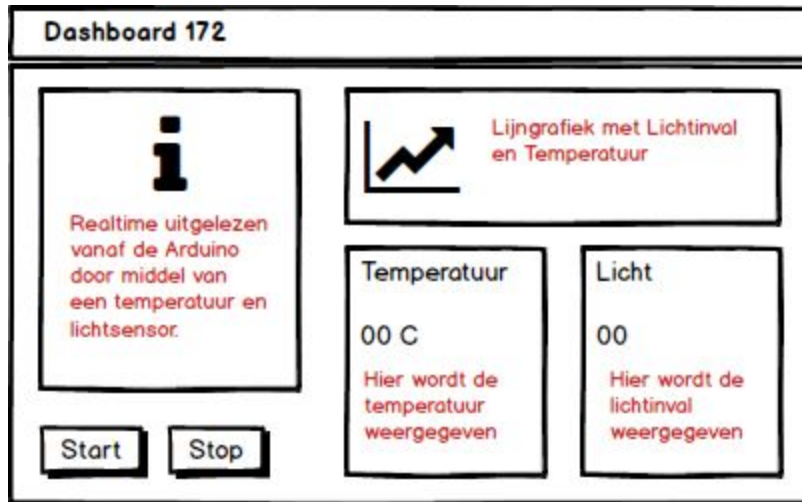 Dashboard 172
Realtime uitgelezen
vanaf de Arduino
door middel van
een temperatuur en
lichtsensor.
Start
Stop
Lijngrafiek met Lichtinval
en Temperatuur
Temperatuur
00 C
Hier wordt de
temperatuur
weergegeven
Licht
00
Hier wordt de
lichtinval
weergegeven